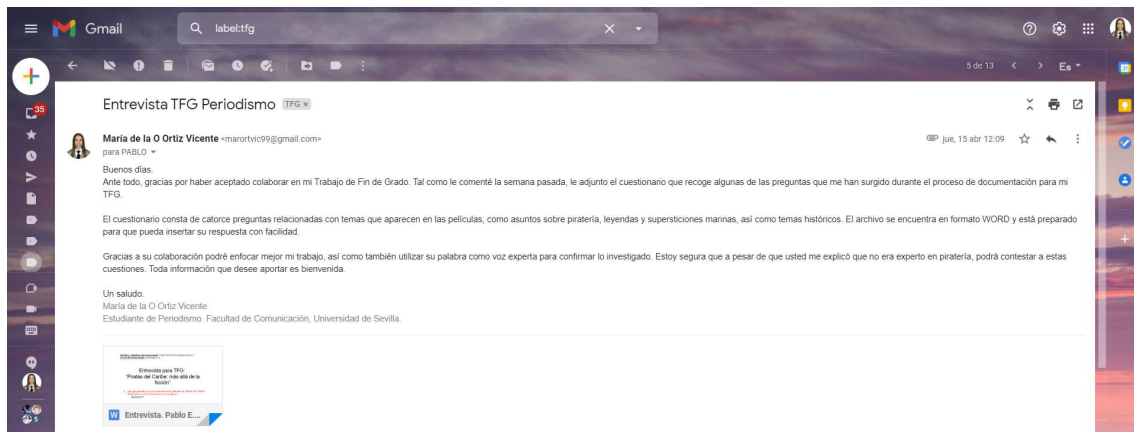 Gmail
label:tfg
5 de 13
Es
35
Entrevista TFG Periodismo TFG ×
María de la O Ortiz Vicente <marortvic99@gmail.com>
jue, 15 abr 12:09
para PABLO
Buenos días.
Ante todo, gracias por haber aceptado colaborar en mi Trabajo de Fin de Grado. Tal como le comenté la semana pasada, le adjunto el cuestionario que recoge algunas de las preguntas que me han surgido durante el proceso de documentación para mi
TFG.
El cuestionario consta de catorce preguntas relacionadas con temas que aparecen en las películas, como asuntos sobre piratería, leyendas y supersticiones marinas, así como temas históricos. El archivo se encuentra en formato WORD y está preparado
para que pueda insertar su respuesta con facilidad.
Gracias a su colaboración podré enfocar mejor mi trabajo, así como también utilizar su palabra como voz experta para confirmar lo investigado. Estoy segura que a pesar de que usted me explicó que no era experto en piratería, podrá contestar a estas
cuestiones. Toda información que desee aportar es bienvenida.
Un saludo.
María de la O Ortiz Vicente
Estudiante de Periodismo. Facultad de Comunicación, Universidad de Sevilla.
Entrevista para TFG:
"Piratas del Caribe: más allá de la
ficción"
W Entrevista. Pablo E....
5